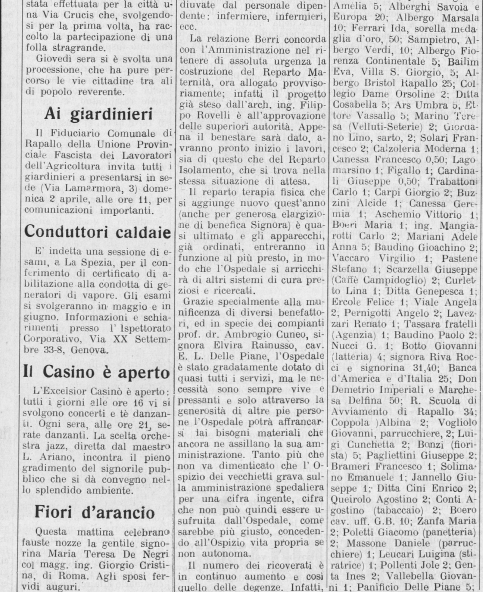 stata effettuata per le città u
na Via Crucis che, svolgendo-
si per la prima volta, ha rac
colto la partecipazione di una
folla stragrande.
Giovedì sera si è svolta una
processione, che ha pure per
corso le vie cittadine tra ali
di popolo riverente.
Ai giardinieri
Il Fiduciario Comunale di
Rapallo della Unione Provin-
ciale Fascista dei Lavoratori
dell'Agricoltura invita tutti i
giardinieri a presentarsi in se
de (Via Lamarmora, 3) dome-
nica 2 aprile, alle ore 11, per
comunicazioni importanti.
Conduttori caldaie
E' indetta una sessione di e-
sami, a La Spezia, per il con-
ferimento di certificato di a-
bilitazione alla condotta di ge-
neratori di vapore. Gli esami
si svolgeranno in maggio e in
giugno. Informazioni e schia-
rimenti presso l'Ispettorato
Corporativo, Via XX Settem-
bre 33-8, Genova.
Il Casino è aperto
L'Excelsior Casinò è aperto;
tutti i giorni alle ore 16 vi si
svolgono concerti e tè danzan-
ti. Ogni sera, alle ore 21, se-
rate danzanti. La scelta orche-
stra jazz, diretta dal maestro
L. Ariano, incontra il pieno
gradimento del signorile pub-
blico che si dà convegno nel-
lo splendido ambiente.
Fiori d'arancio
Questa mattina celebrano
fauste nozze la gentile signo-
rina Maria Teresa De Negri
col magg. ing. Giorgio Cristi-
na, di Roma. Agli sposi fer-
vidi auguri.
diuvate dal personale dipen-
dente: infermiere, infermieri,
ecc.
La relazione Berri concorda
con l'Amministrazione nel ri-
tenere di assoluta urgenza la
costruzione del Reparto Ma-
ternità, ora alloggato provviso-
riamente; infatti il progetto
già steso dall'arch. ing. Filip-
po Rovelli è all'approvazione
delle superiori autorità. Appe-
na il benestare sarà dato, a-
vranno pronto inizio i lavori,
sia di questo che del Reparto
Isolamento, che si trova nella
stessa situazione di attesa.
Il reparto terapia fisica che
si aggiunge nuovo quest'anno
(anche per generosa elargizio-
ne di benefica Signora) è qua-
si ultimato e gli apparecchi,
già ordinati, entreranno in
funzione al più presto, in mo-
do che l'Ospedale si arricchi-
rà di altri sistemi di cura pre-
ziosi e ricercati.
Grazie specialmente alla mu-
nificenza di diversi benefatto-
ri, ed in specie dei compianti
prof. dr. Ambrogio Cuneo, si-
gnora Elvira Rainusso, cav.
E. L. Delle Piane, l'Ospedale
è stato gradatamente dotato di
quasi tutti i servizi, ma le ne-
cessità sono sempre vive e
pressanti e solo attraverso la
generosità di altre pie perso-
ne l'Ospedale potrà affrancar-
si tai bisogni materiali che
ancora ne assillano la sua am-
ministrazione. Tanto più che
non va dimenticato che l'O-
spizio dei vecchietti grava sul-
la amministrazione spedaliera
per una cifra ingente, cifra
che non può quindi essere u-
sufruita dall'Ospedale, come
sarebbe più giusto, conceden-
do all'Ospizio vita propria se
non autonoma.
Il numero dei ricoverati è
in continuo aumento e così
quello delle degenze. Infatti,
Amelia 5; Alberghi Savoia e
Europa 20; Albergo Marsala
10; Ferrari Ida, sorella meda-
glia d'oro, 50; Sampietro, Al-
bergo Verdi, 10; Albergo Fio-
renza Continentale 5; Bailim
Eva, Villa S. Giorgio, 5; Al-
bergo Bristol Rapallo 25; Col-
legio Dame Orsoline 2; Ditta
Cosabella 5; Ars Umbra 5, Et
tore Vassallo 5; Marino Tere-
sa (Velluti-Seterie) 2; Giorda-
no Lino, sarto, 2; Solari Fran-
cesco 2; Calzoleria Moderna 1;
Canessa Francesco 0,50; Lago-
marsino 1; Figallo 1; Cardina-
li Giuseppe 0,50; Trabattoni
Carlo 1; Carpi Giorgio 2; Buz-
zini Alcide 1; Canessa Gere-
mia 1; Aschemio Vittorio 1;
Boeri Maria 1; ing. Mangia-
rotti Carlo 2; Mariani Adele
Anna 5; Baudino Gioachino 2;
Vaccaro Virgilio 1; Pastene
Stefano 1; Scarzella Giuseppe
(Caffè Campidoglio) 2; Curlet-
to Lina 1; Ditta Denepesca 1;
Ercole Felice 1; Viale Angela
2, Pernigotti Angelo 2; Lavez-
zari Renato 1; Tassara fratelli
(Agenzia) 1; Baudino Paolo 2;
Nucci G. 1; Botto Giovanni
(latteria) 4; signora Riva Roc-
ci e signorina 31,40; Banca
d'America e d'Italia 25; Don
Demetrio Imperiali e Marche-
sa Delfina 50; R. Scuola di
Avviamento di Rapallo 34;
Coppola Albina 2; Vogliolo
Giovanni, parrucchiere, 2; Lui-
gi Cunchetta 2; Bonzi (fiori-
sta) 5; Pagliettini Giuseppe 2;
Brameri Francesco 1; Solima-
no Emanuele 1; Jannello Giu-
seppe 1; Ditta Cini Enrico 2;
Queirolo Agostino 2; Conti A-
gostino (tabaccaio) 2; Boero
cav. uff. G.B. 10; Zanfa Maria
2; Poletti Giacomo (panetteria)
2; Massone Daniele (parruc-
chiere) 1; Leucari Luigina (sti-
ratrice) 1; Pollenti Jole 2; Gen-
ta Ines 2; Vallebella Giovan-
ni 1; Panificio Delle Piane 5;